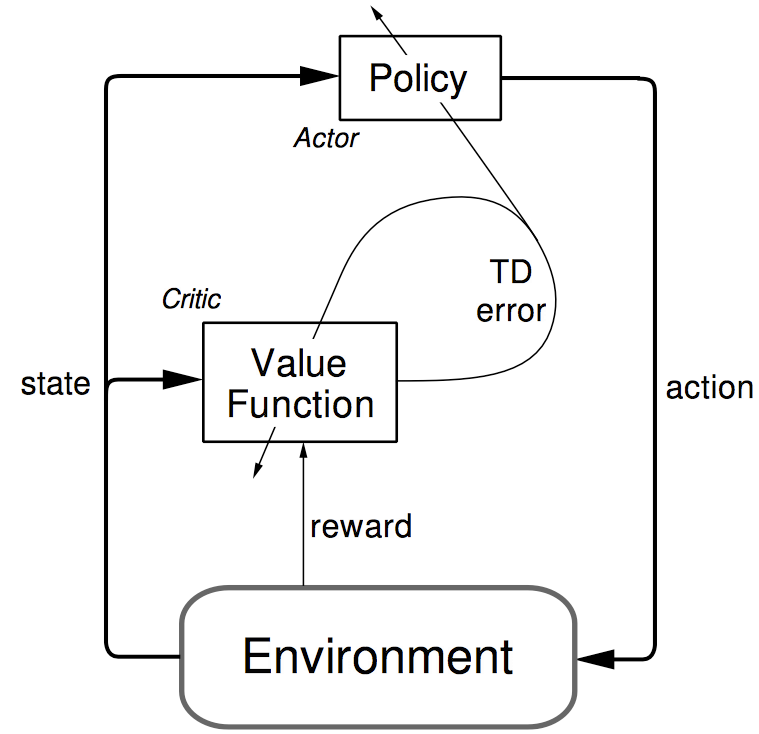 Policy
Actor
TD
error
Critic
Value
Function
state
action
reward
Environment